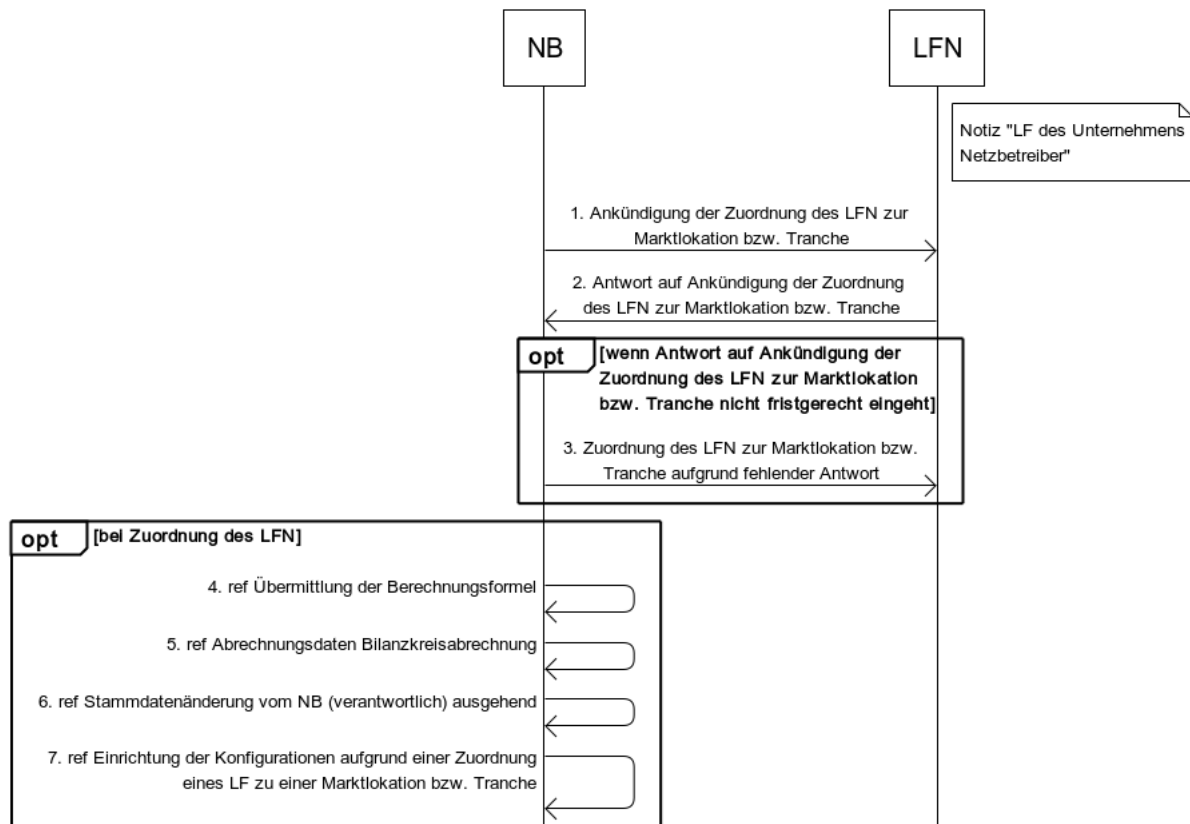 NB
LFN
Notiz "LF des Unternehmens
Netzbetreiber"
1. Ankündigung der Zuordnung des LFN zur
Marktlokation bzw. Tranche
2. Antwort auf Ankündigung der Zuordnung
des LFN zur Marktlokation bzw. Tranche
opt
[wenn Antwort auf Ankündigung der
Zuordnung des LFN zur Marktlokation
bzw. Tranche nicht fristgerecht eingeht]
3. Zuordnung des LFN zur Marktlokation bzw.
Tranche aufgrund fehlender Antwort
opt
[bei Zuordnung des LFN]
4. ref Übermittlung der Berechnungsformel
5. ref Abrechnungsdaten Bilanzkreisabrechnung
6. ref Stammdatenänderung vom NB (verantwortlich) ausgehend
7. ref Einrichtung der Konfigurationen aufgrund einer Zuordnung
eines LF zu einer Marktlokation bzw. Tranche